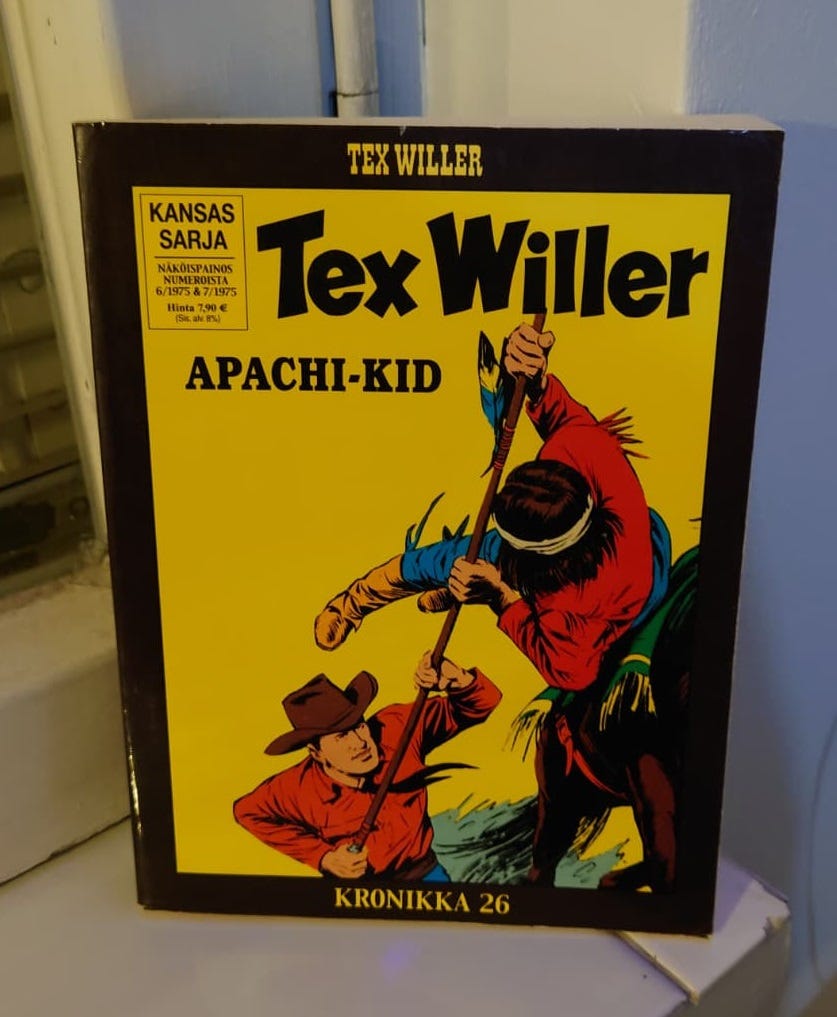 TEX WILLER
KANSAS
SARJA
NÄKÖISPAINOS
NUMEROISTA
6/1975 & 7/1975
Hinta 7,90 €
(Sis. alv. 8%)
Tex Willer
APACHI-KID
KRONIKKA 26